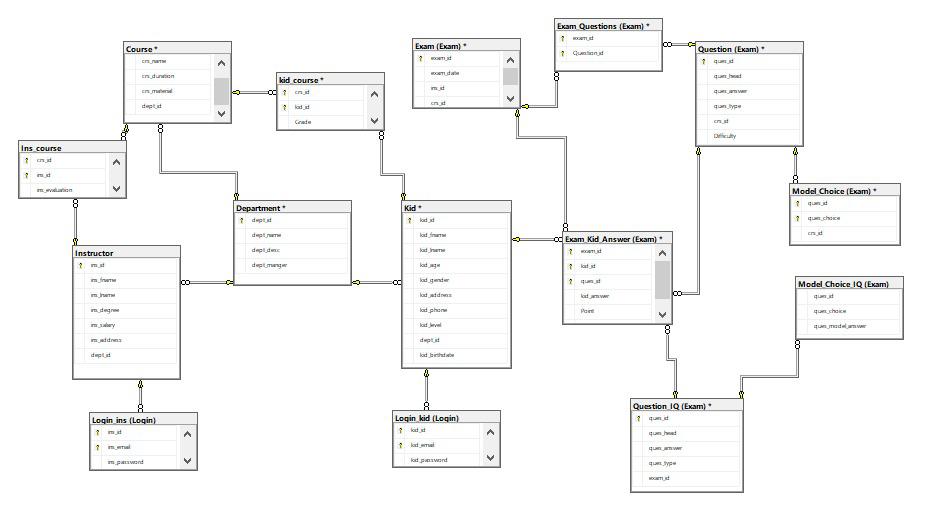 Course *
crs_name
crs_duration
crs_material
dept_id
kid_course *
crs_id
kid_id
Grade
Exam (Exam) *
exam_id
exam_date
ins_id
crs_id
Exam_Questions (Exam) *
exam_id
Question_id
Question (Exam) *
ques_id
ques_head
ques_answer
ques_type
crs_id
Difficulty
Ins_course
crs_id
ins_id
ins_evaluation
Model_Choice (Exam) *
ques_id
ques_choice
crs_id
Department *
dept_id
dept_name
dept_desc
dept_manger
Kid *
kid_id
kid_fname
kid_lname
kid_age
kid_gender
kid_address
kid_phone
kid_level
dept_id
kid_birthdate
Exam_Kid_Answer (Exam) *
exam_id
kid_id
ques_id
kid_answer
Point
Instructor
ins_id
ins_fname
ins_lname
ins_degree
ins_salary
ins_address
dept_id
Model_Choice_IQ (Exam)
ques_id
ques_choice
ques_model_answer
Login_ins (Login)
ins_id
ins_email
ins_password
Login_kid (Login)
kid_id
kid_email
kid_password
Question_IQ (Exam) *
ques_id
ques_head
ques_answer
ques_type
exam_id